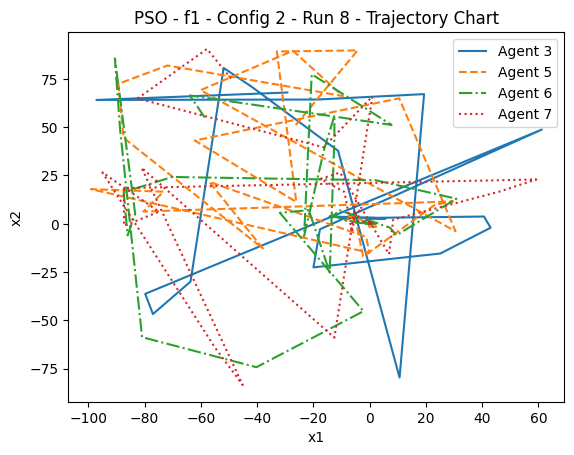 PSO - f1 - Config 2 - Run 8 - Trajectory Chart
Agent 3
Agent 5
Agent 6
Agent 7
75
50
25
0
−25
−50
−75
x2
−100
−80
−60
−40
−20
0
20
40
60
x1